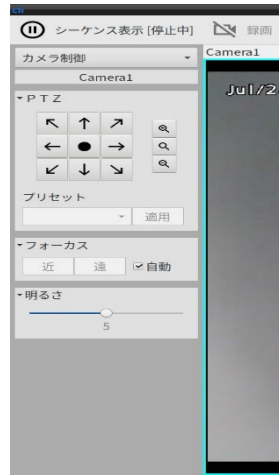 シーケンス表示 [停止中]
録画
カメラ制御
Camera1
Camera1
PTZ
プリセット
適用
フォーカス
近
遠
自動
明るさ
5
Jul/2